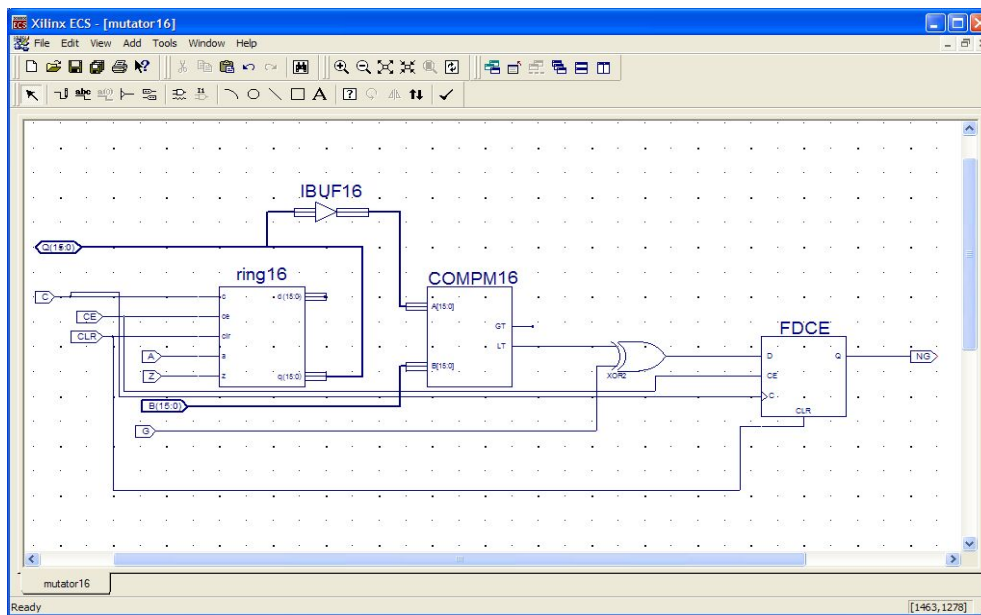 Xilinx ECS - [mutator16]
File Edit View Add Tools Window Help
IBUF16
Q(15:0)
ring16
COMPM16
C
c
d(15:0)
A[15:0]
CE
ce
GT
FDCE
CLR
clr
LT
A
a
D
Q
NG
Z
z
q(15:0)
B[15:0]
XOR2
CE
B(15:0)
C
CLR
G
mutator16
Ready
[1463,1278]